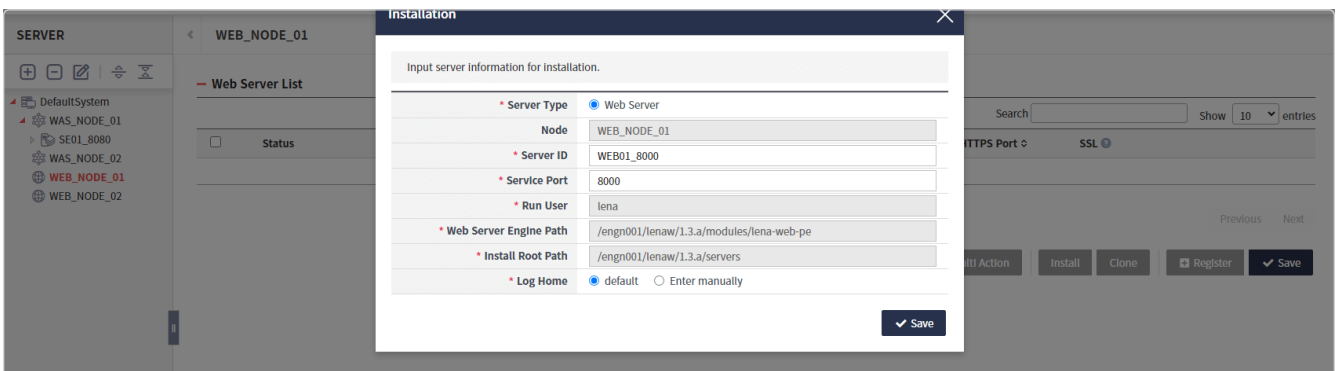 Installation
SERVER
WEB_NODE_01
Input server information for installation.
Web Server List
DefaultSystem
* Server Type Web Server
WAS_NODE_01
Search Show 10 entries
Node WEB_NODE_01
SE01_8080
Status HTTPS Port SSL
* Server ID WEB01_8000
WAS_NODE_02
WEB_NODE_01
* Service Port 8000
WEB_NODE_02
* Run User lena
Previous Next
* Web Server Engine Path /engn001/lenaw/1.3.a/modules/lena-web-pe
* Install Root Path /engn001/lenaw/1.3.a/servers
Action Install Clone Register Save
* Log Home default Enter manually
Save